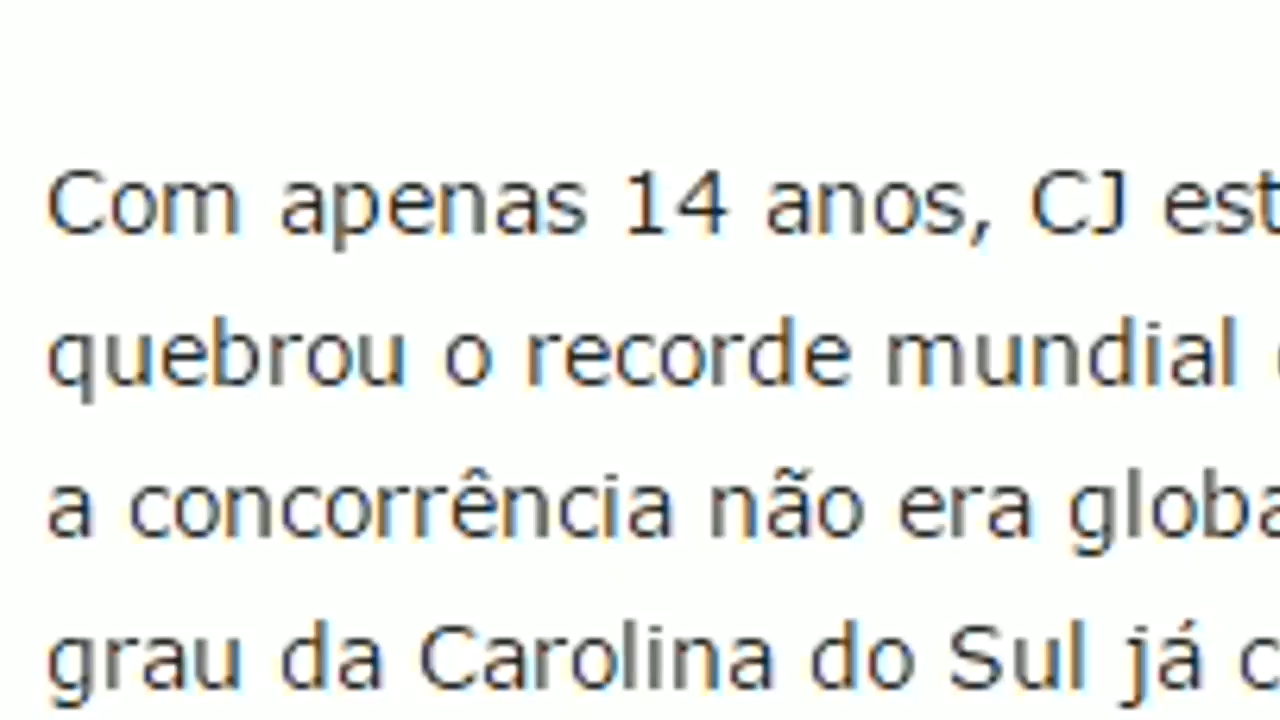 Com apenas 14 anos, CJ est
quebrou o recorde mundial
a concorrência não era globa
grau da Carolina do Sul já c